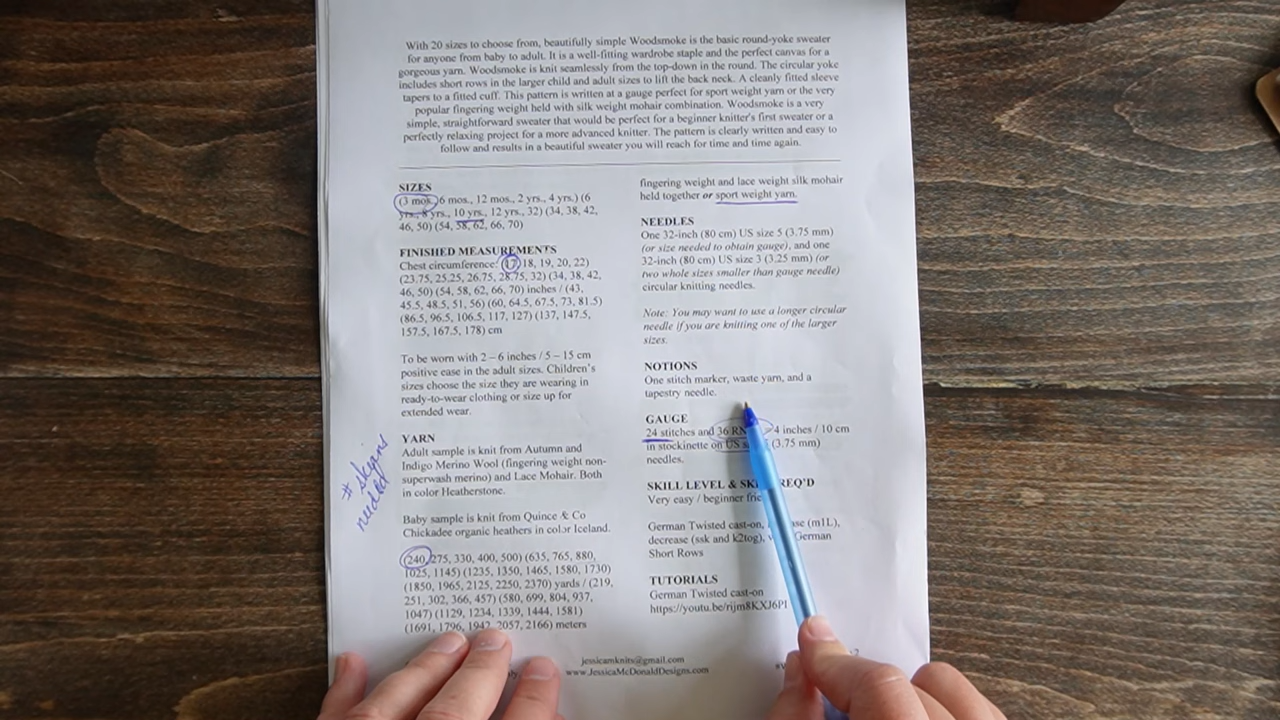 With 20 sizes to choose from, beautifully simple Woodsmoke is the basic round-yoke sweater
for anyone from baby to adult. It is a well-fitting wardrobe staple and the perfect canvas for a
gorgeous yarn. Woodsmoke is knit seamlessly from the top-down in the round. The circular yoke
includes short rows in the larger child and adult sizes to lift the back neck. A cleanly fitted sleeve
tapers to a fitted cuff. This pattern is written at a gauge perfect for sport weight yarn or the very
popular fingering weight held with silk weight mohair combination. Woodsmoke is a very
simple, straightforward sweater that would be perfect for a beginner knitter's first sweater or a
perfectly relaxing project for a more advanced knitter. The pattern is clearly written and easy to
follow and results in a beautiful sweater you will reach for time and time again.
SIZES
(3 mos., 6 mos., 12 mos., 2 yrs., 4 yrs.) (6
yrs., 8 yrs., 10 yrs., 12 yrs., 32) (34, 38, 42,
46, 50) (54, 58, 62, 66, 70)
FINISHED MEASUREMENTS
Chest circumference: (17, 18, 19, 20, 22)
(23.75, 25.25, 26.75, 28.75, 32) (34, 38, 42,
46, 50) (54, 58, 62, 66, 70) inches / (43,
45.5, 48.5, 51, 56) (60, 64.5, 67.5, 73, 81.5)
(86.5, 96.5, 106.5, 117, 127) (137, 147.5,
157.5, 167.5, 178) cm
To be worn with 2 – 6 inches / 5 – 15 cm
positive ease in the adult sizes. Children's
sizes choose the size they are wearing in
ready-to-wear clothing or size up for
extended wear.
YARN
Adult sample is knit from Autumn and
Indigo Merino Wool (fingering weight non-
superwash merino) and Lace Mohair. Both
in color Heatherstone.
# skeins
needed
Baby sample is knit from Quince & Co
Chickadee organic heathers in color Iceland.
(240, 275, 330, 400, 500) (635, 765, 880,
1025, 1145) (1235, 1350, 1465, 1580, 1730)
(1850, 1965, 2125, 2250, 2370) yards / (219,
251, 302, 366, 457) (580, 699, 804, 937,
1047) (1129, 1234, 1339, 1444, 1581)
(1691, 1796, 1942, 2057, 2166) meters
fingering weight and lace weight silk mohair
held together or sport weight yarn.
NEEDLES
One 32-inch (80 cm) US size 5 (3.75 mm)
(or size needed to obtain gauge), and one
32-inch (80 cm) US size 3 (3.25 mm) (or
two whole sizes smaller than gauge needle)
circular knitting needles.
Note: You may want to use a longer circular
needle if you are knitting one of the larger
sizes.
NOTIONS
One stitch marker, waste yarn, and a
tapestry needle.
GAUGE
24 stitches and 36 4 inches / 10 cm
in stockinette on US (3.75 mm)
needles.
SKILL LEVEL & REQ'D
Very easy / beginner
German Twisted cast-on, (m1L),
decrease (ssk and k2tog), German
Short Rows
TUTORIALS
German Twisted cast-on
https://youtu.be/rijm8KXJ6PI
jessicamknits@gmail.com
www.JessicaMcDonaldDesigns.com